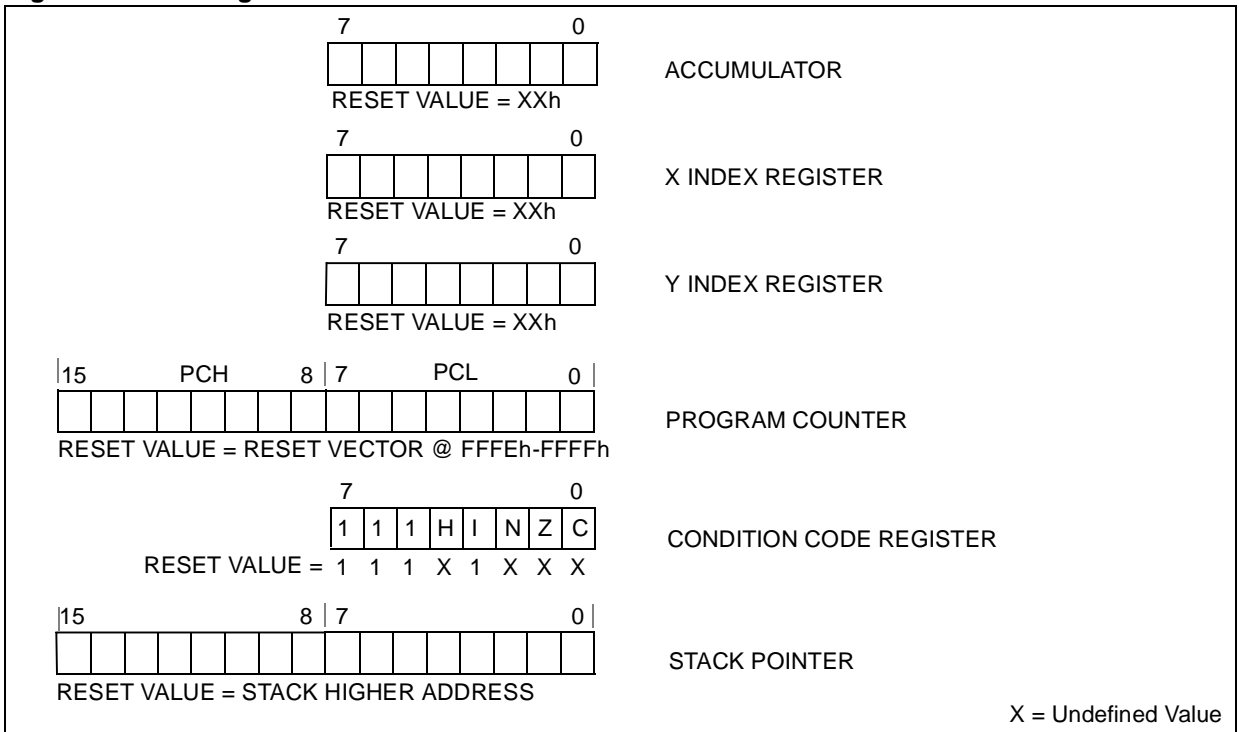 7 0
ACCUMULATOR
RESET VALUE = XXh
7 0
X INDEX REGISTER
RESET VALUE = XXh
7 0
Y INDEX REGISTER
RESET VALUE = XXh
15 PCH 8 7 PCL 0
PROGRAM COUNTER
RESET VALUE = RESET VECTOR @ FFFEh-FFFFh
7 0
1 1 1 H I N Z C
CONDITION CODE REGISTER
RESET VALUE = 1 1 1 X 1 X X X
15 8 7 0
STACK POINTER
RESET VALUE = STACK HIGHER ADDRESS
X = Undefined Value